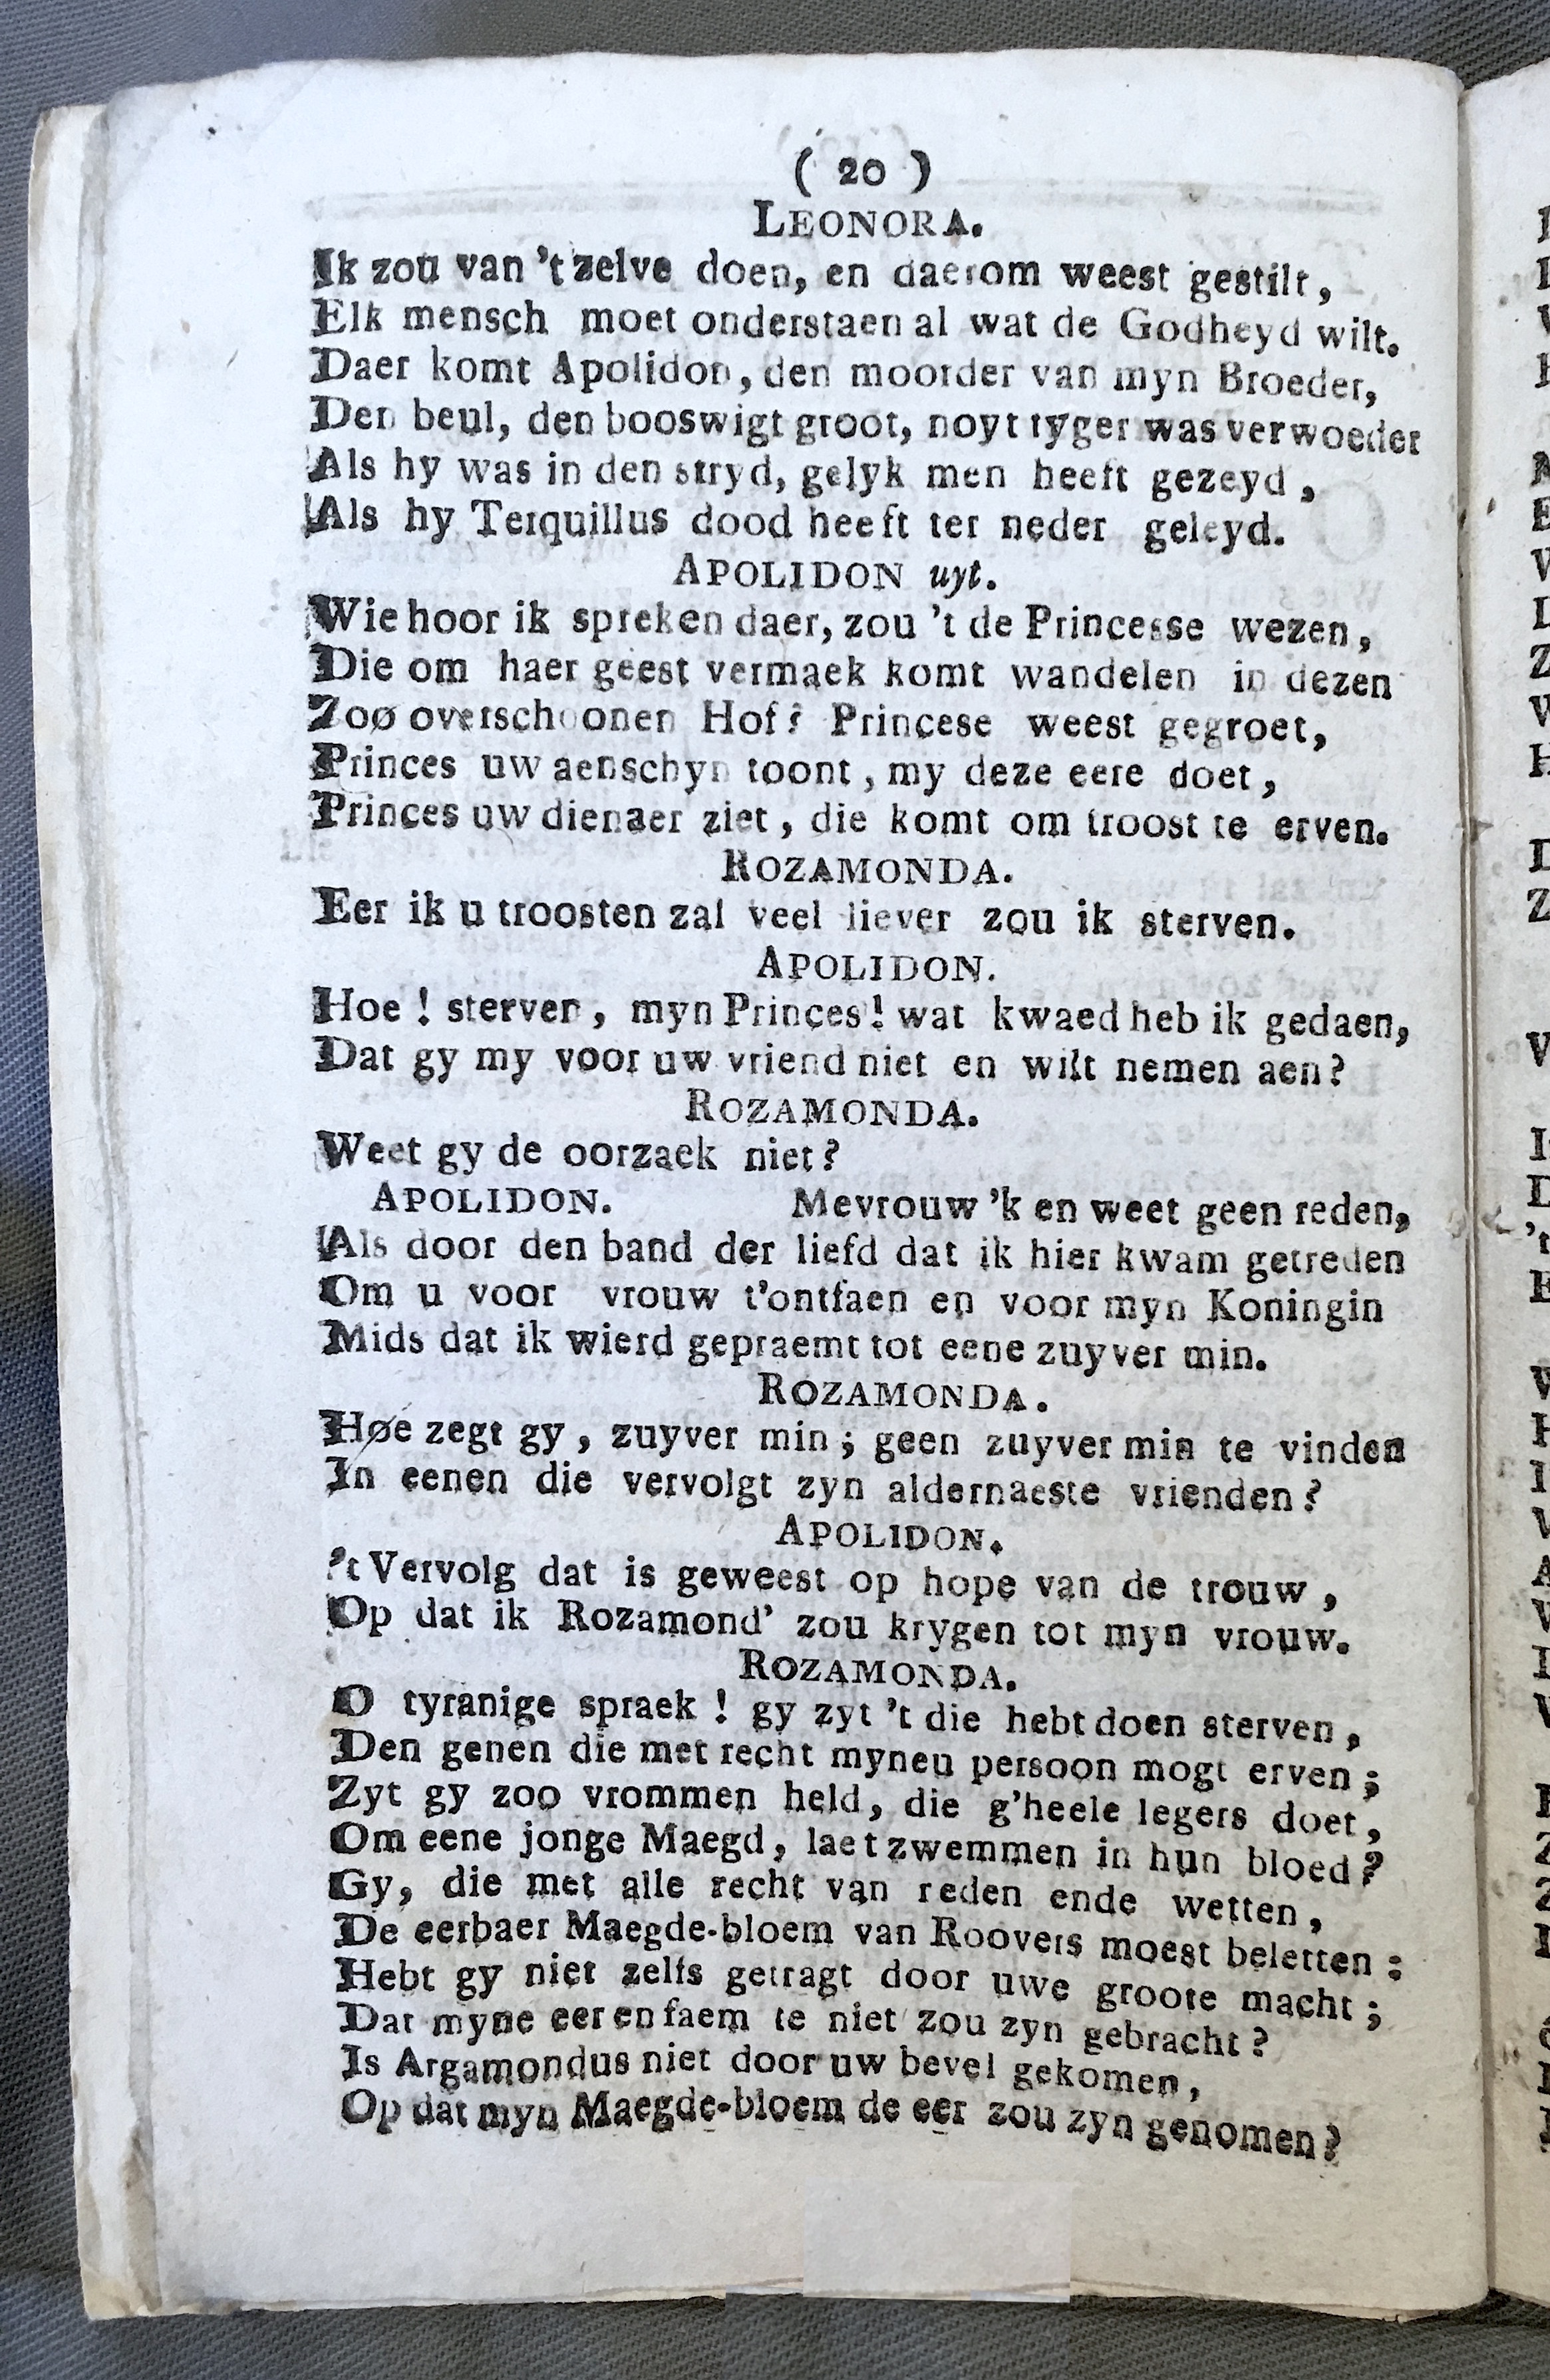 ( 20 )
LEONORA.
Ik zou van 't zelve doen, en daerom weest gestilt,
Elk mensch moet onderstaen al wat de Godheyd wilt.
Daer komt Apolidon, den moorder van myn Broeder,
Den beul, den booswigt groot, noyt tyger was verwoeder
Als hy was in den stryd, gelyk men heeft gezeyd,
Als hy Terquillus dood heeft ter neder geleyd.
APOLIDON uyt.
Wie hoor ik spreken daer, zou 't de Princesse wezen,
Die om haer geest vermaek komt wandelen in dezen
Zoo overschoonen Hof? Princese weest gegroet,
Princes uw aenschyn toont, my deze eere doet,
Princes uw dienaer ziet, die komt om troost te erven.
ROZAMONDA.
Eer ik u troosten zal veel liever zou ik sterven.
APOLIDON.
Hoe! sterven, myn Princes! wat kwaed heb ik gedaen,
Dat gy my voor uw vriend niet en wilt nemen aen?
ROZAMONDA.
Weet gy de oorzaek niet?
APOLIDON. Mevrouw 'k en weet geen reden,
Als door den band der liefd dat ik hier kwam getreden
Om u voor vrouw t'ontfaen en voor myn Koningin
Mids dat ik wierd gepraemt tot eene zuyver min.
ROZAMONDA.
Hoe zegt gy, zuyver min; geen zuyver min te vinden
In eenen die vervolgt zyn aldernaeste vrienden?
APOLIDON.
't Vervolg dat is geweest op hope van de trouw,
Op dat ik Rozamond' zou krygen tot myn vrouw.
ROZAMONDA.
O tyranige spraek! gy zyt 't die hebt doen sterven,
Den genen die met recht myneu persoon mogt erven;
Zyt gy zoo vrommen held, die g'heele legers doet,
Om eene jonge Maegd, laet zwemmen in hun bloed?
Gy, die met alle recht van reden ende wetten,
De eerbaer Maegde-bloem van Roovers moest beletten:
Hebt gy niet zelfs getragt door uwe groote macht;
Dat myne eer en faem te niet zou zyn gebracht?
Is Argamondus niet door uw bevel gekomen,
Op dat myn Maegde-bloem de eer zou zyn genomen?